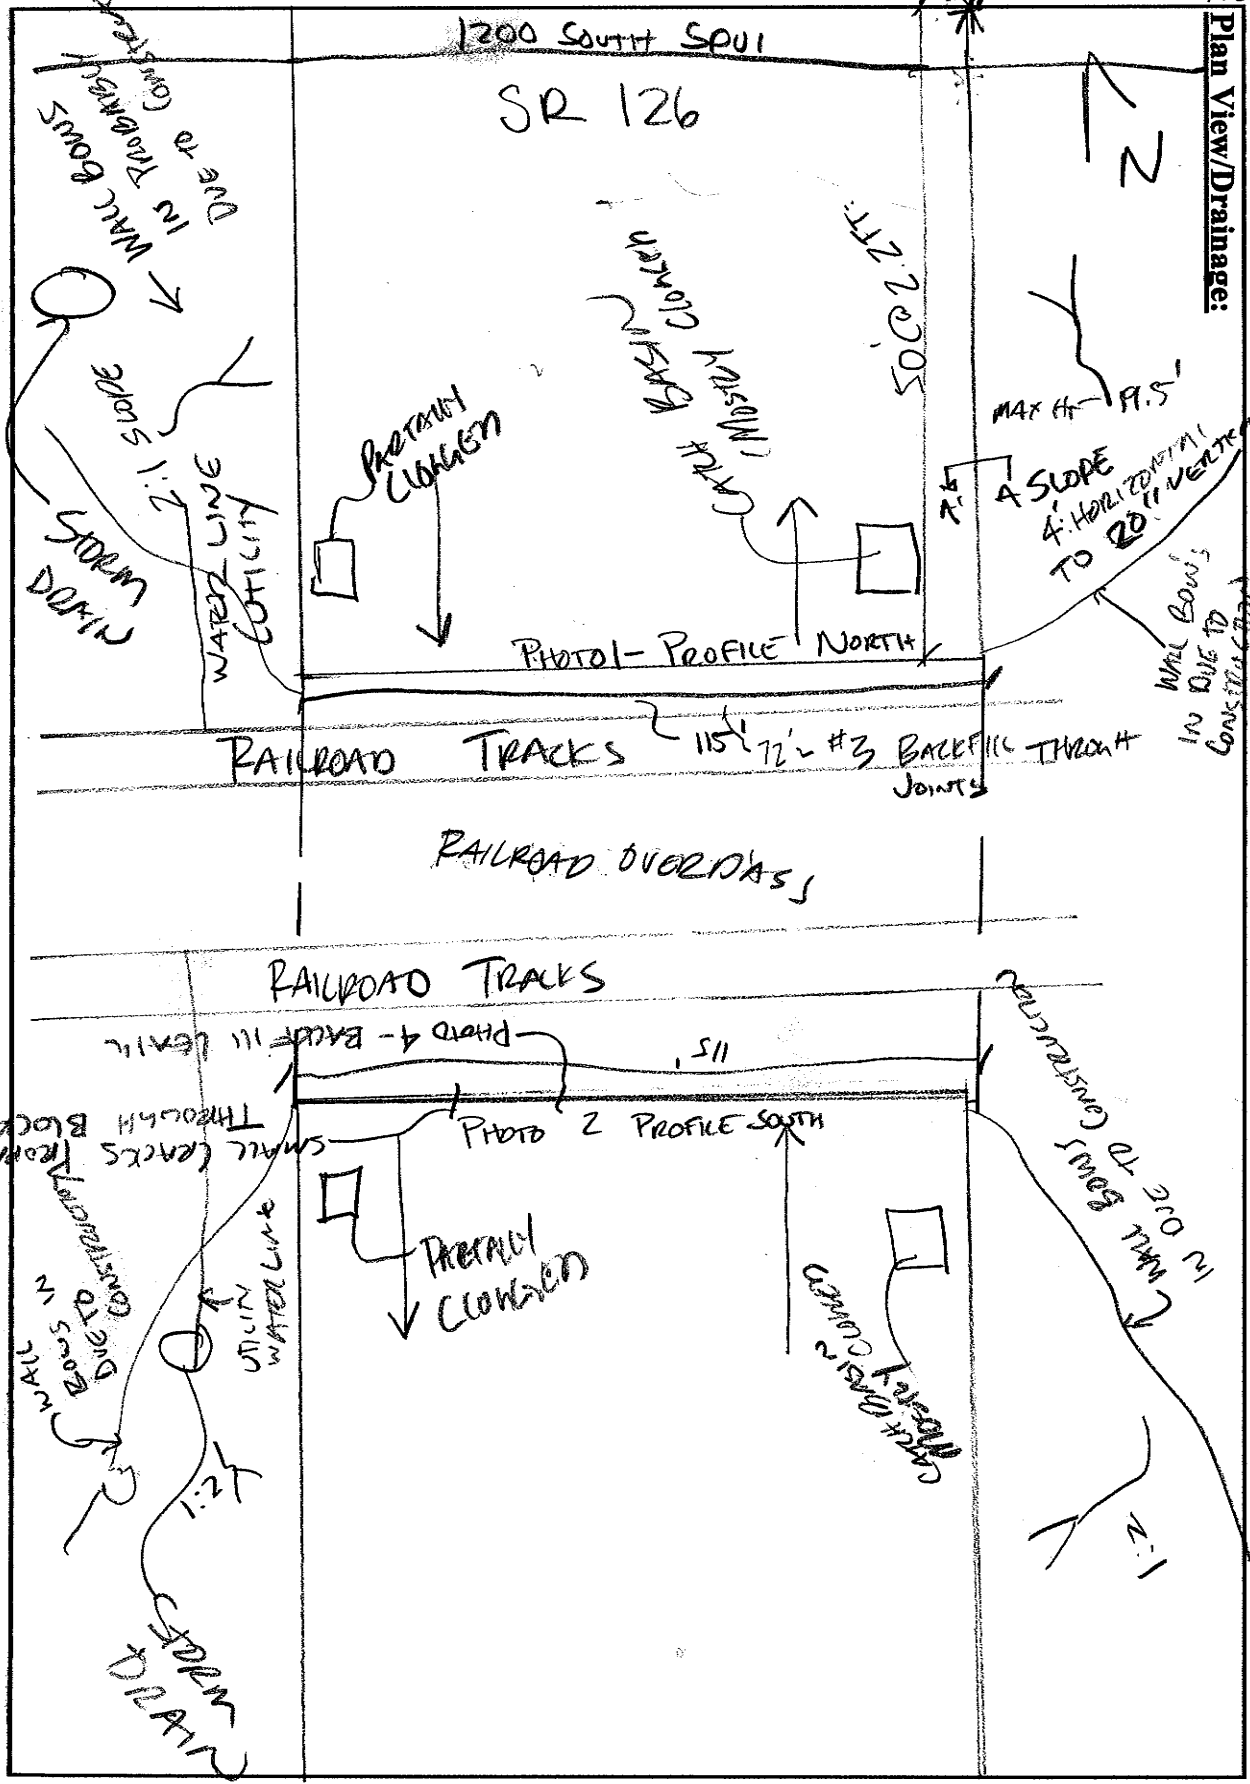 Plan View/Drainage:
1200 SOUTH SPUI
SR 126
N
WALL BOWS
IN PROBABLY
DUE TO
2:1 SLOPE
STORM
DRAIN
WATER LINE
UTILITY
PARTIALLY
CLOGGED
CATCH BASIN
MOSTLY CLOGGED
MAX HT 19.5'
A SLOPE
4' HORIZONTAL
TO 20" VERTICAL
WALL BOW'S
IN DUE TO
PHOTO 1 - PROFILE NORTH
115'
72' ~ #3 BACKFILL THROUGH
JOINTS
RAILROAD TRACKS
RAILROAD OVERPASS
RAILROAD TRACKS
PHOTO 4 - BACKFILL LEAK
115'
SMALL CRACKS
THROUGH BLOCK
PHOTO 2 PROFILE SOUTH
PARTIALLY
CLOGGED
CATCH BASIN
MOSTLY
CLOGGED
UTILITY
WATER LINE
WALL
BOWS IN
DUE TO
CONSTRUCTION
WALL BOWS
IN DUE TO CONSTRUCTION
1:2
1:2
STORM
DRAIN